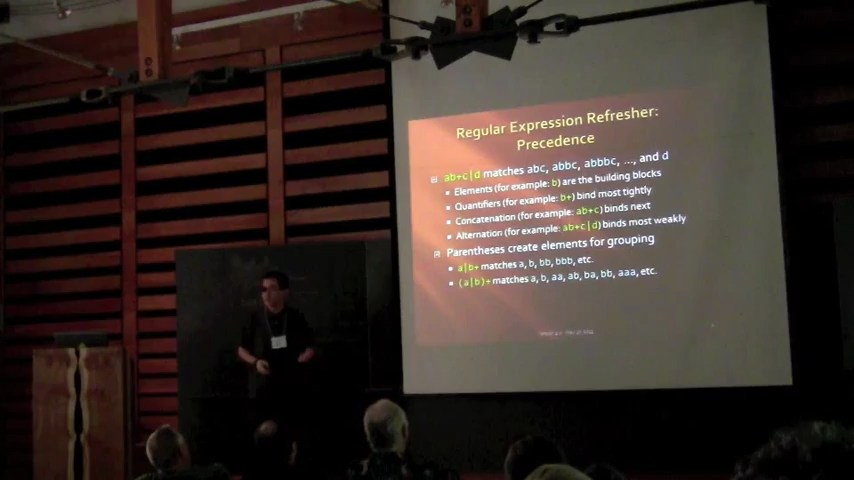 Regular Expression Refresher:
Precedence
ab+c|d matches abc, abbc, abbbc, ..., and d
Elements (for example: b) are the building blocks
Quantifiers (for example: b+) bind most tightly
Concatenation (for example: ab+c) binds next
Alternation (for example: ab+c|d) binds most weakly
Parentheses create elements for grouping
a|b+ matches a, b, bb, bbb, etc.
(a|b)+ matches a, b, aa, ab, ba, bb, aaa, etc.